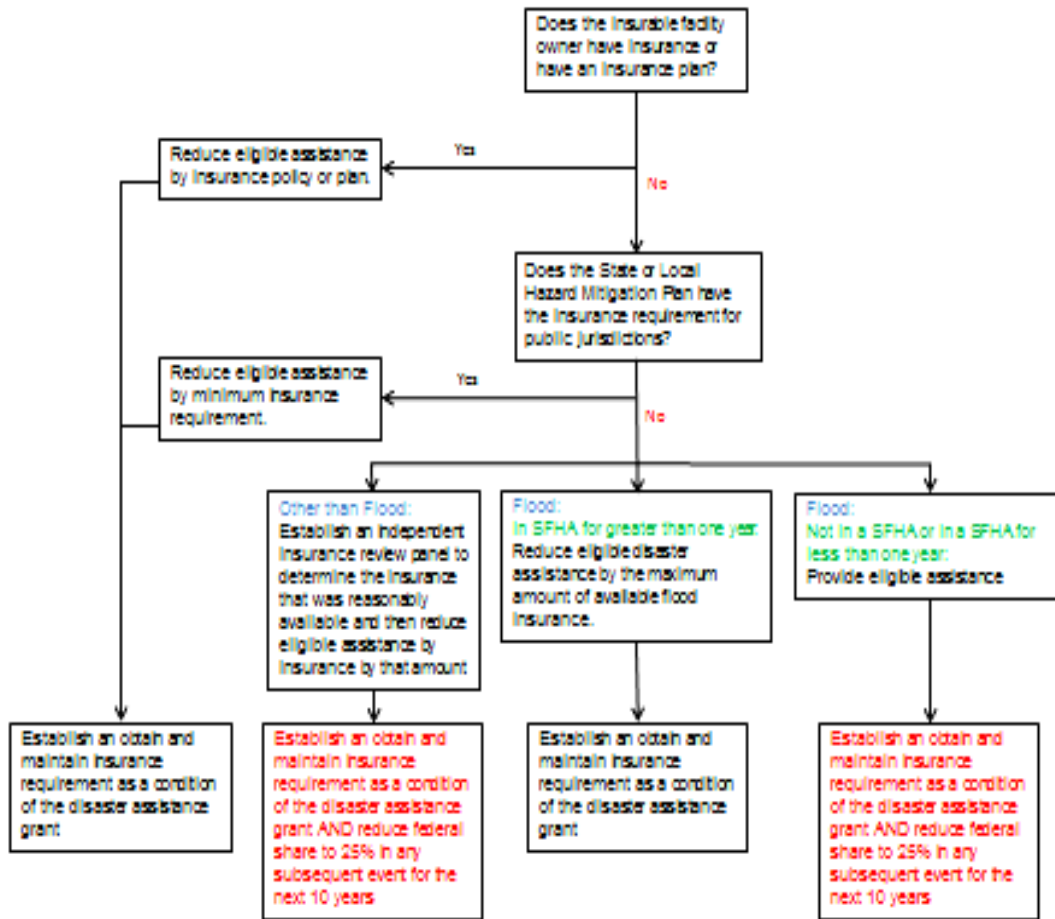 Does the insurable facility
owner have insurance or
have an insurance plan?
Yes
Reduce eligible assistance
by insurance policy or plan.
No
Does the State or Local
Hazard Mitigation Plan have
the insurance requirement for
public jurisdictions?
Yes
Reduce eligible assistance
by minimum insurance
requirement.
No
Other than Flood:
Establish an independent
insurance review panel to
determine the insurance
that was reasonably
available and then reduce
eligible assistance by
insurance by that amount
Flood:
In SFHA for greater than one year:
Reduce eligible disaster
assistance by the maximum
amount of available flood
insurance.
Flood:
Not in a SFHA or in a SFHA for
less than one year:
Provide eligible assistance
Establish an obtain and
maintain insurance
requirement as a condition
of the disaster assistance
grant
Establish an obtain and
maintain insurance
requirement as a condition
of the disaster assistance
grant AND reduce federal
share to 25% in any
subsequent evert for the
next 10 years
Establish an obtain and
maintain insurance
requirement as a condition
of the disaster assistance
grant
Establish an obtain and
maintain insurance
requirement as a condition
of the disaster assistance
grant AND reduce federal
share to 25% in any
subsequent evert for the
next 10 years